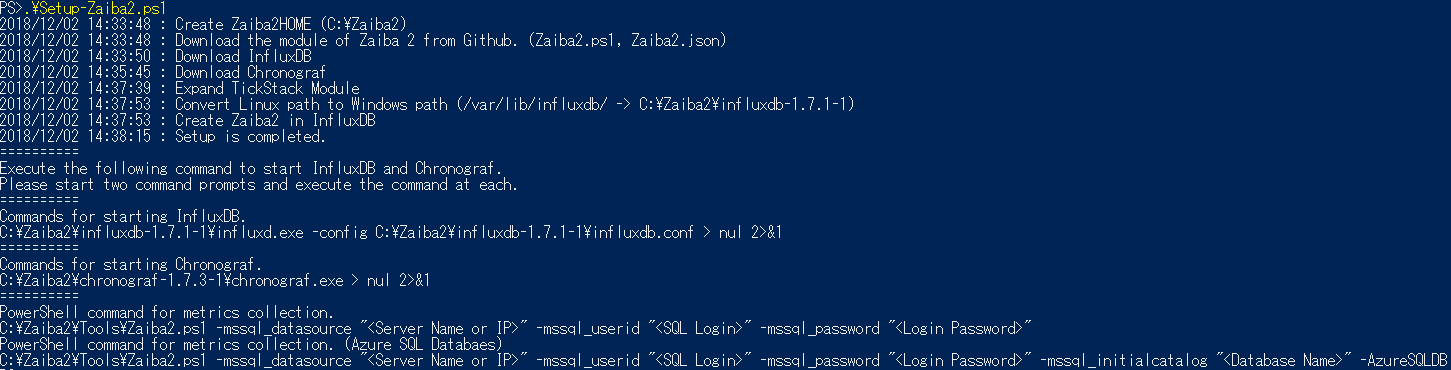 PS>.¥Setup-Zaiba2.ps1
2018/12/02 14:33:48 : Create Zaiba2HOME (C:¥Zaiba2)
2018/12/02 14:33:48 : Download the module of Zaiba 2 from Github. (Zaiba2.ps1, Zaiba2.json)
2018/12/02 14:33:50 : Download InfluxDB
2018/12/02 14:35:45 : Download Chronograf
2018/12/02 14:37:39 : Expand TickStack Module
2018/12/02 14:37:53 : Convert Linux path to Windows path (/var/lib/influxdb/ -> C:¥Zaiba2¥influxdb-1.7.1-1)
2018/12/02 14:37:53 : Create Zaiba2 in InfluxDB
2018/12/02 14:38:15 : Setup is completed.
==========
Execute the following command to start InfluxDB and Chronograf.
Please start two command prompts and execute the command at each.
==========
Commands for starting InfluxDB.
C:¥Zaiba2¥influxdb-1.7.1-1¥influxd.exe -config C:¥Zaiba2¥influxdb-1.7.1-1¥influxdb.conf > nul 2>&1
==========
Commands for starting Chronograf.
C:¥Zaiba2¥chronograf-1.7.3-1¥chronograf.exe > nul 2>&1
==========
PowerShell command for metrics collection.
C:¥Zaiba2¥Tools¥Zaiba2.ps1 -mssql_datasource "<Server Name or IP>" -mssql_userid "<SQL Login>" -mssql_password "<Login Password>"
PowerShell command for metrics collection. (Azure SQL Databaes)
C:¥Zaiba2¥Tools¥Zaiba2.ps1 -mssql_datasource "<Server Name or IP>" -mssql_userid "<SQL Login>" -mssql_password "<Login Password>" -mssql_initialcatalog "<Database Name>" -AzureSQLDB